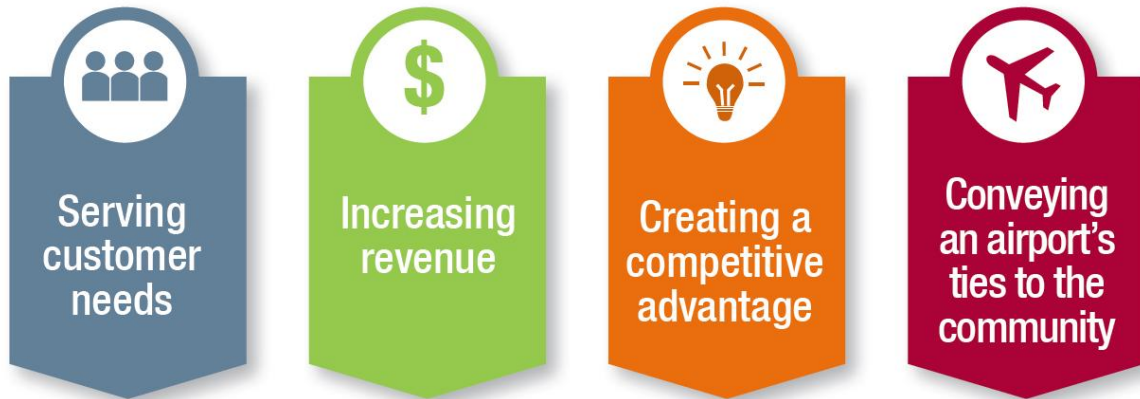 $
Serving
customer
needs
Increasing
revenue
Creating a
competitive
advantage
Conveying
an airport’s
ties to the
community